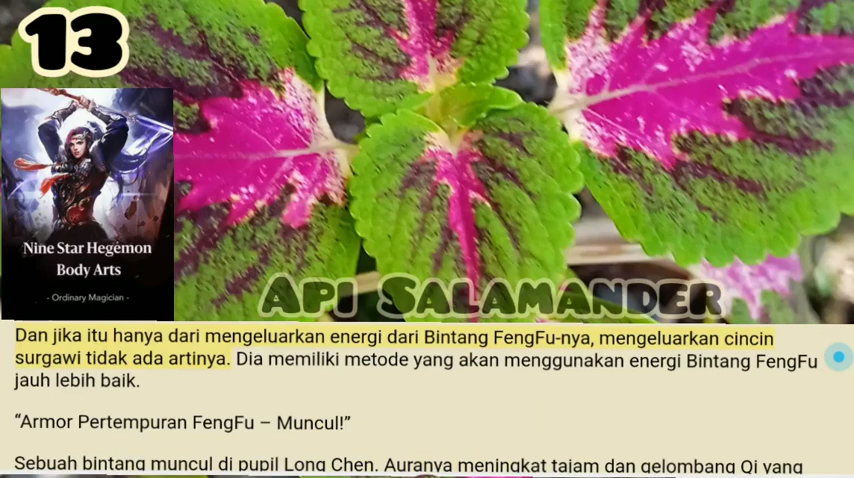 13
Nine Star Hegemon
Body Arts
- Ordinary Magician -
Api Salamander
Dan jika itu hanya dari mengeluarkan energi dari Bintang FengFu-nya, mengeluarkan cincin
surgawi tidak ada artinya. Dia memiliki metode yang akan menggunakan energi Bintang FengFu
jauh lebih baik.
“Armor Pertempuran FengFu – Muncul!”
Sebuah bintang muncul di pupil Long Chen. Auranya meningkat tajam dan gelombang Qi yang